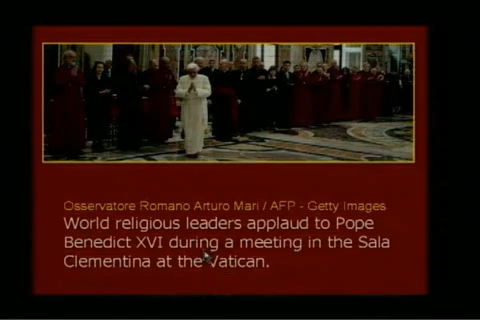 Osservatore Romano Arturo Mari / AFP - Getty Images
World religious leaders applaud to Pope
Benedict XVI during a meeting in the Sala
Clementina at the Vatican.